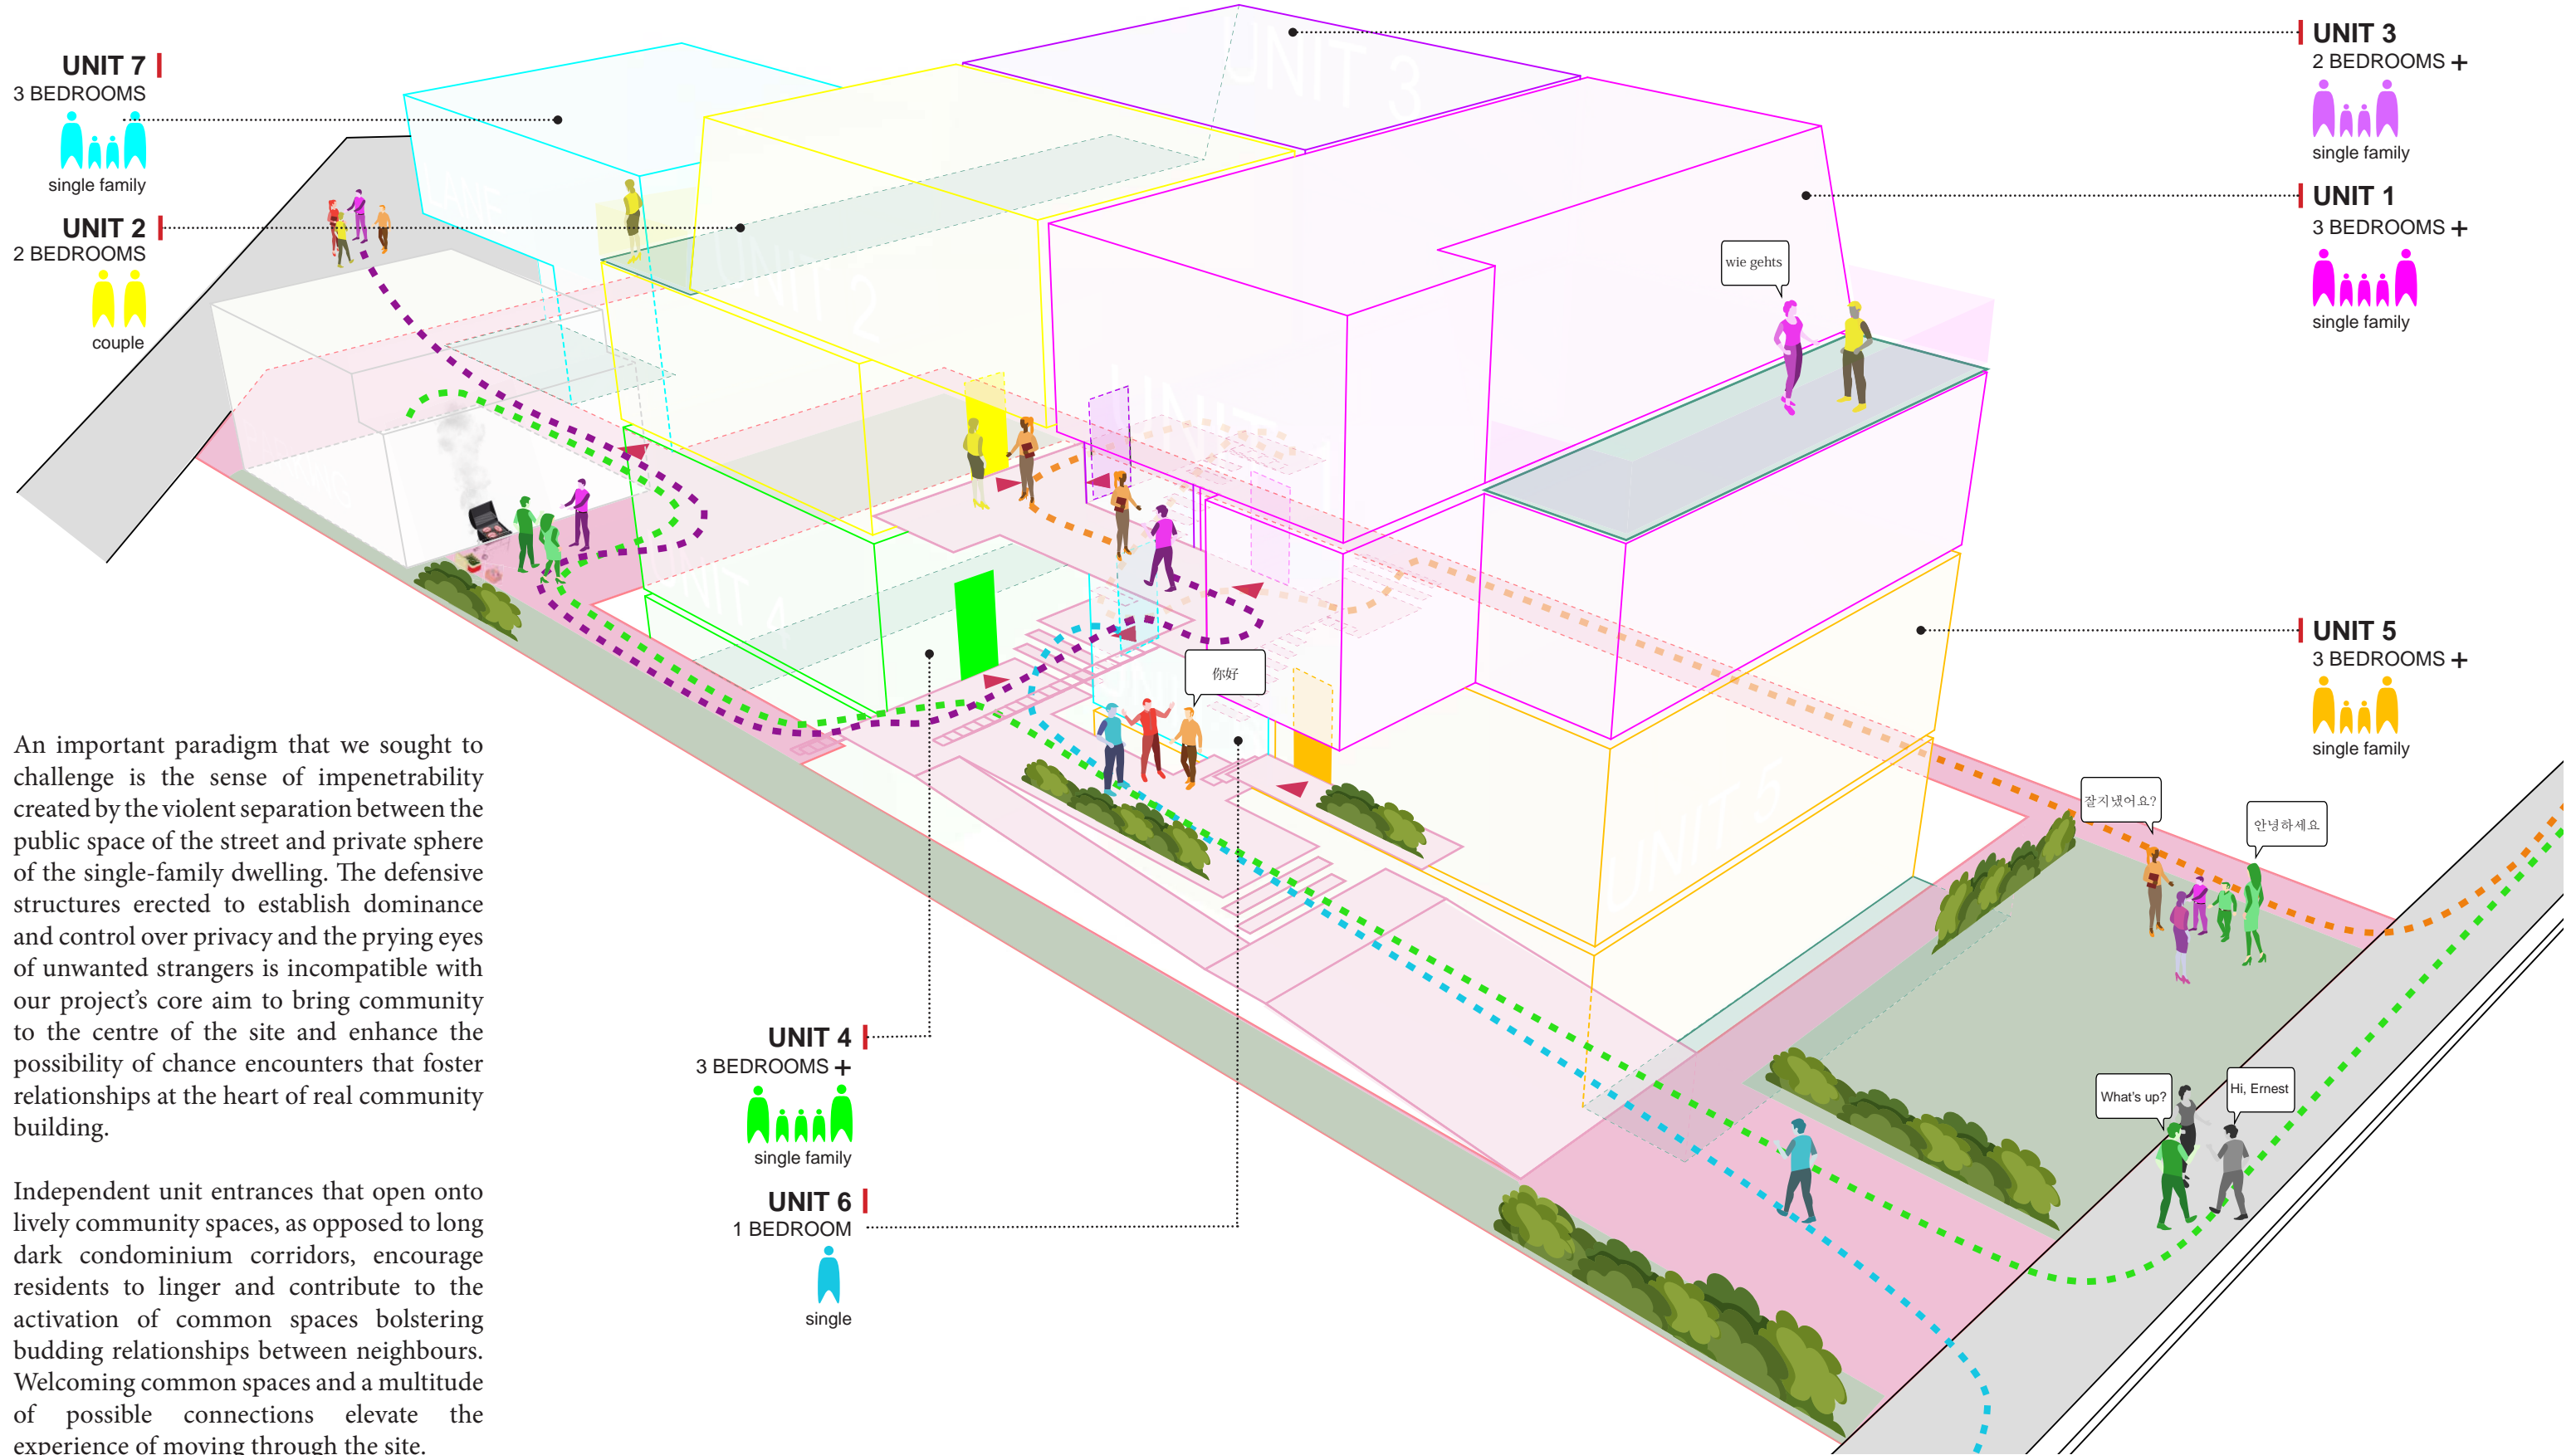 UNIT 7
3 BEDROOMS
single family
UNIT 2
2 BEDROOMS
couple
UNIT 3
2 BEDROOMS +
single family
UNIT 1
3 BEDROOMS +
single family
UNIT 5
3 BEDROOMS +
single family
UNIT 4
3 BEDROOMS +
single family
UNIT 6
1 BEDROOM
single
UNIT 3
UNIT 2
UNIT 4
UNIT 5
wie gehts
你好
잘지냈어요?
안녕하세요
What's up?
Hi, Ernest
An important paradigm that we sought to
challenge is the sense of impenetrability
created by the violent separation between the
public space of the street and private sphere
of the single-family dwelling. The defensive
structures erected to establish dominance
and control over privacy and the prying eyes
of unwanted strangers is incompatible with
our project's core aim to bring community
to the centre of the site and enhance the
possibility of chance encounters that foster
relationships at the heart of real community
building.
Independent unit entrances that open onto
lively community spaces, as opposed to long
dark condominium corridors, encourage
residents to linger and contribute to the
activation of common spaces bolstering
budding relationships between neighbours.
Welcoming common spaces and a multitude
of possible connections elevate the
experience of moving through the site.